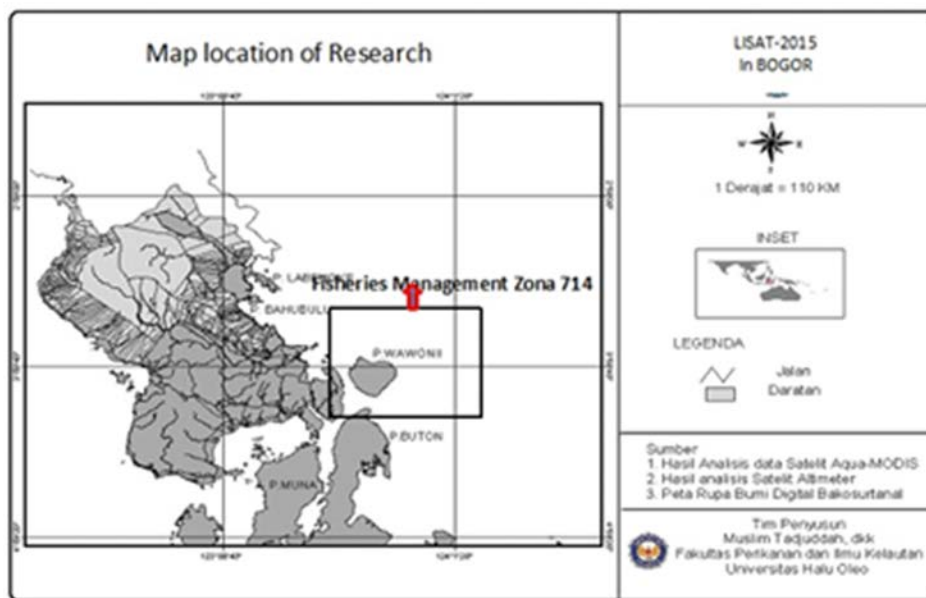 Map location of Research
P. LABENGKE
Fisheries Management Zona 714
P. BAHUBULU
P.WAWONII
P.BUTON
P.MUNA
LISAT-2015
In BOGOR
1 Derajat = 110 KM
INSET
LEGENDA
Jalan
Daratan
Sumber
1. Hasil Analisis data Satelit Aqua-MODIS
2. Hasil analisis Satelit Altimeter
3. Peta Rupa Bumi Digital Bakosurtanal
Tim Penyusun
Muslim Tadjuddah, dkk
Fakultas Perikanan dan Ilmu Kelautan
Universitas Halu Oleo